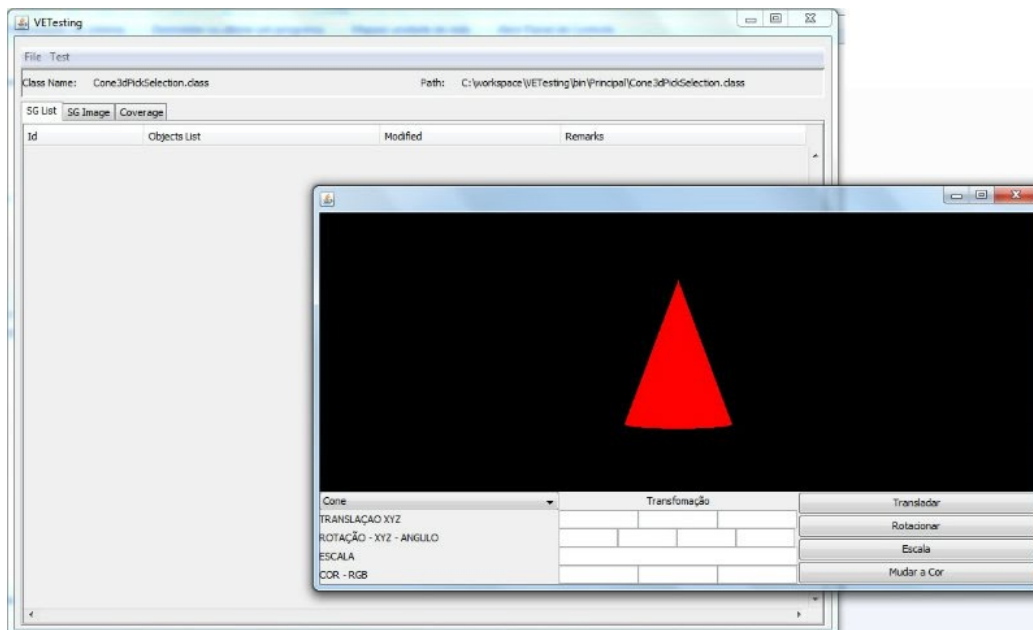 VETesting
File Test
Class Name: Cone3dPickSelection.class Path: C:\workspace\VETesting\bin\Principal\Cone3dPickSelection.class
SG List SG Image Coverage
Id Objects List Modified Remarks
Cone Transfomação Transladar
TRANSLAÇAO XYZ Rotacionar
ROTAÇÃO - XYZ - ANGULO
ESCALA Escala
COR - RGB Mudar a Cor